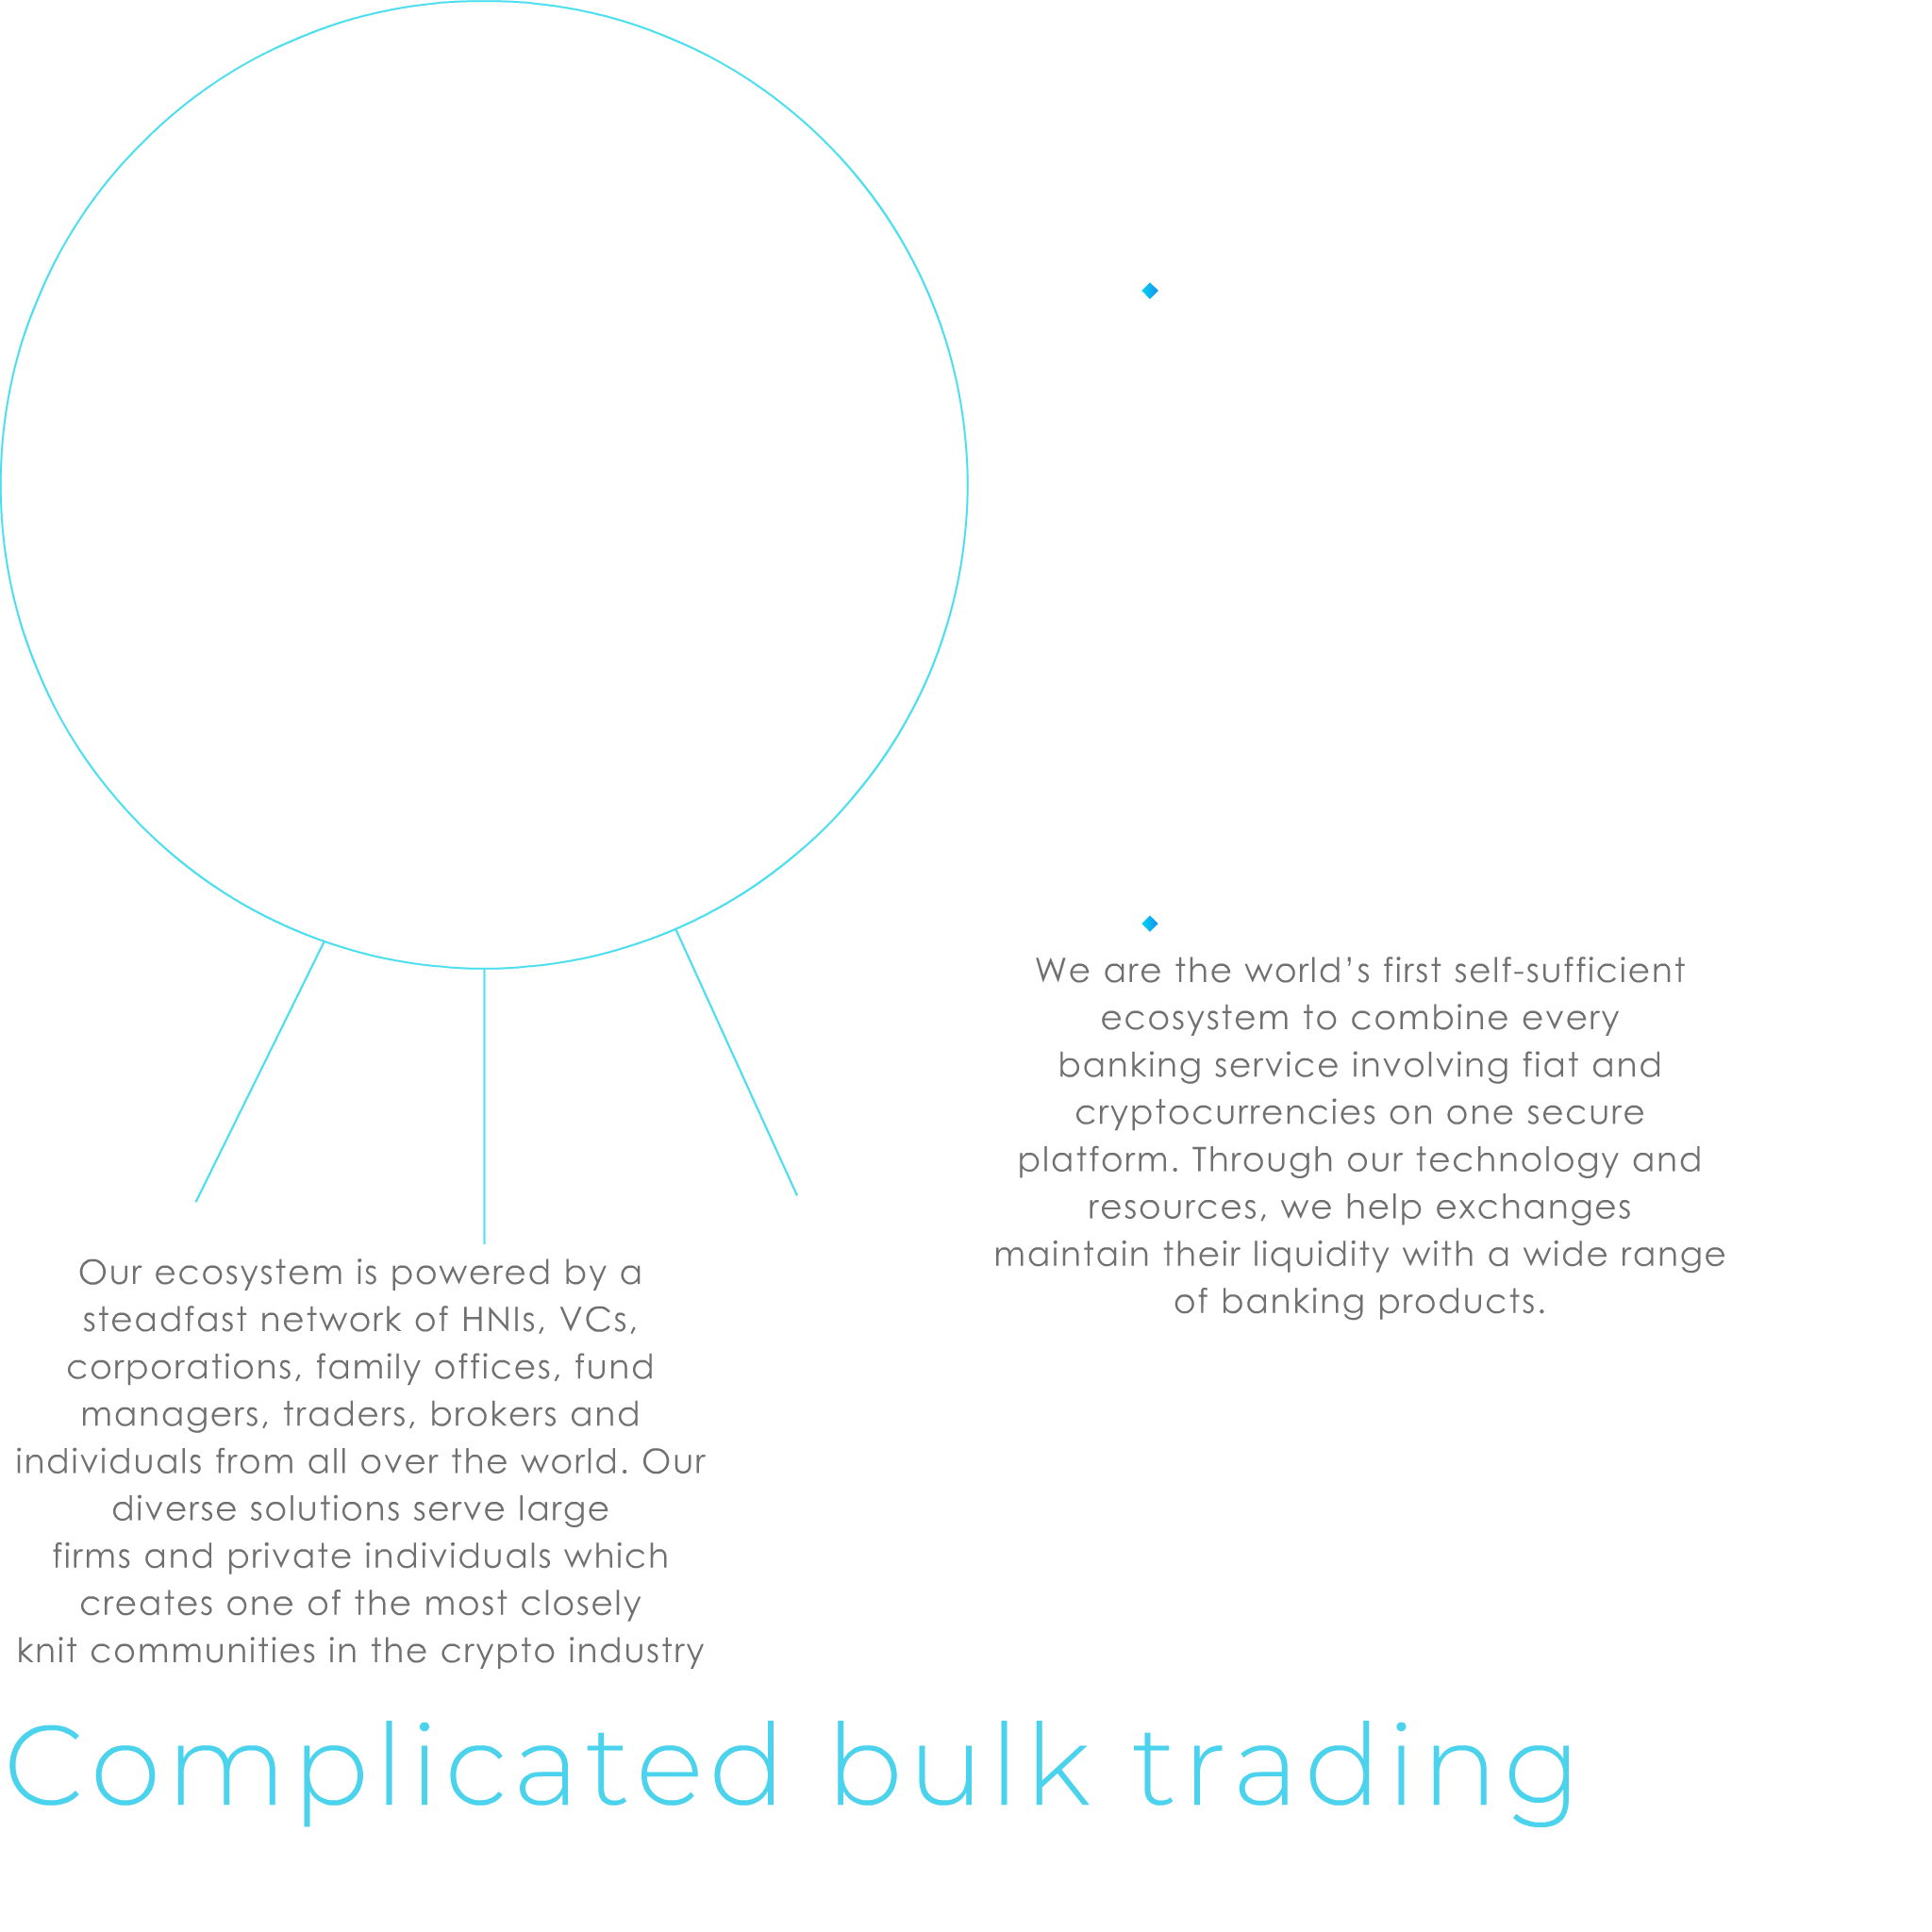 We are the world’s first self-sufficient
ecosystem to combine every
banking service involving fiat and
cryptocurrencies on one secure
platform. Through our technology and
resources, we help exchanges
maintain their liquidity with a wide range
of banking products.
Our ecosystem is powered by a
steadfast network of HNIs, VCs,
corporations, family offices, fund
managers, traders, brokers and
individuals from all over the world. Our
diverse solutions serve large
firms and private individuals which
creates one of the most closely
knit communities in the crypto industry
Complicated bulk trading